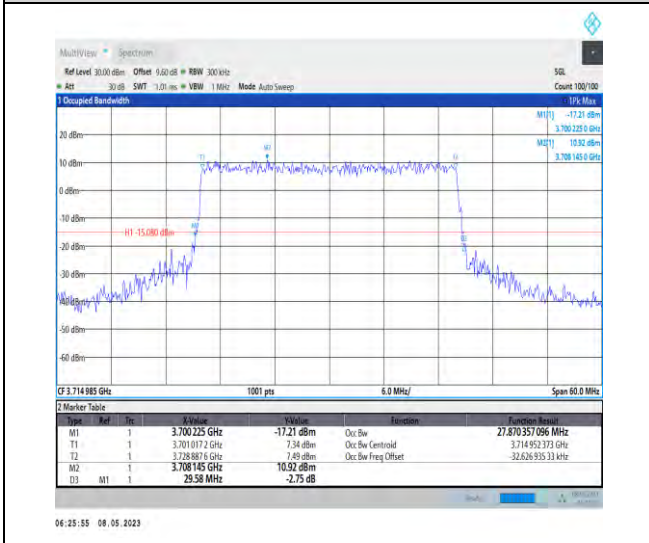 MultiView Spectrum
Ref Level 30.00 dBm Offset 9.60 dB RBW 300 kHz SGL
Att 30 dB SWT 1.01 ms VBW 1 MHz Mode Auto Sweep Count 100/100
1 Occupied Bandwidth 1Pk Max
M1[1] -17.21 dBm
3.700 225 0 GHz
M2[1] 10.92 dBm
3.708 145 0 GHz
20 dBm
10 dBm
0 dBm
-10 dBm
H1 -15.080 dBm
-20 dBm
-30 dBm
-40 dBm
-50 dBm
-60 dBm
CF 3.714 985 GHz 1001 pts 6.0 MHz/ Span 60.0 MHz
2 Marker Table
Type Ref Trc X-Value Y-Value Function Function Result
M1 1 3.700 225 GHz -17.21 dBm Occ Bw 27.870 357 096 MHz
T1 1 3.701 017 2 GHz 7.34 dBm Occ Bw Centroid 3.714 952 373 GHz
T2 1 3.728 887 6 GHz 7.49 dBm Occ Bw Freq Offset -32.626 935 33 kHz
M2 1 3.708 145 GHz 10.92 dBm
D3 M1 1 29.58 MHz -2.75 dB
06:25:55 08.05.2023